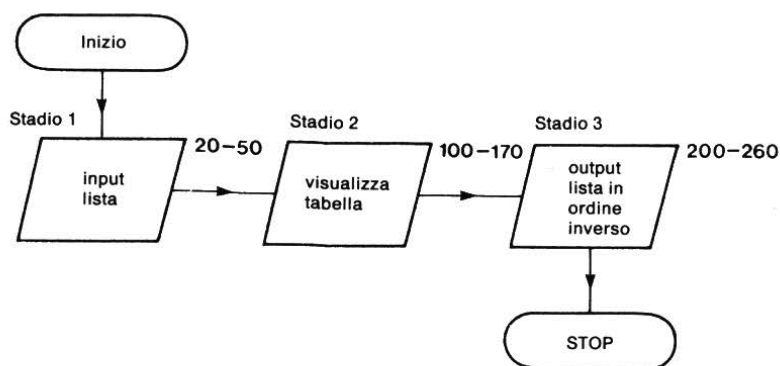 Inizio
Stadio 1
input
lista
20-50
Stadio 2
visualizza
tabella
100-170
Stadio 3
output
lista in
ordine
inverso
200-260
STOP